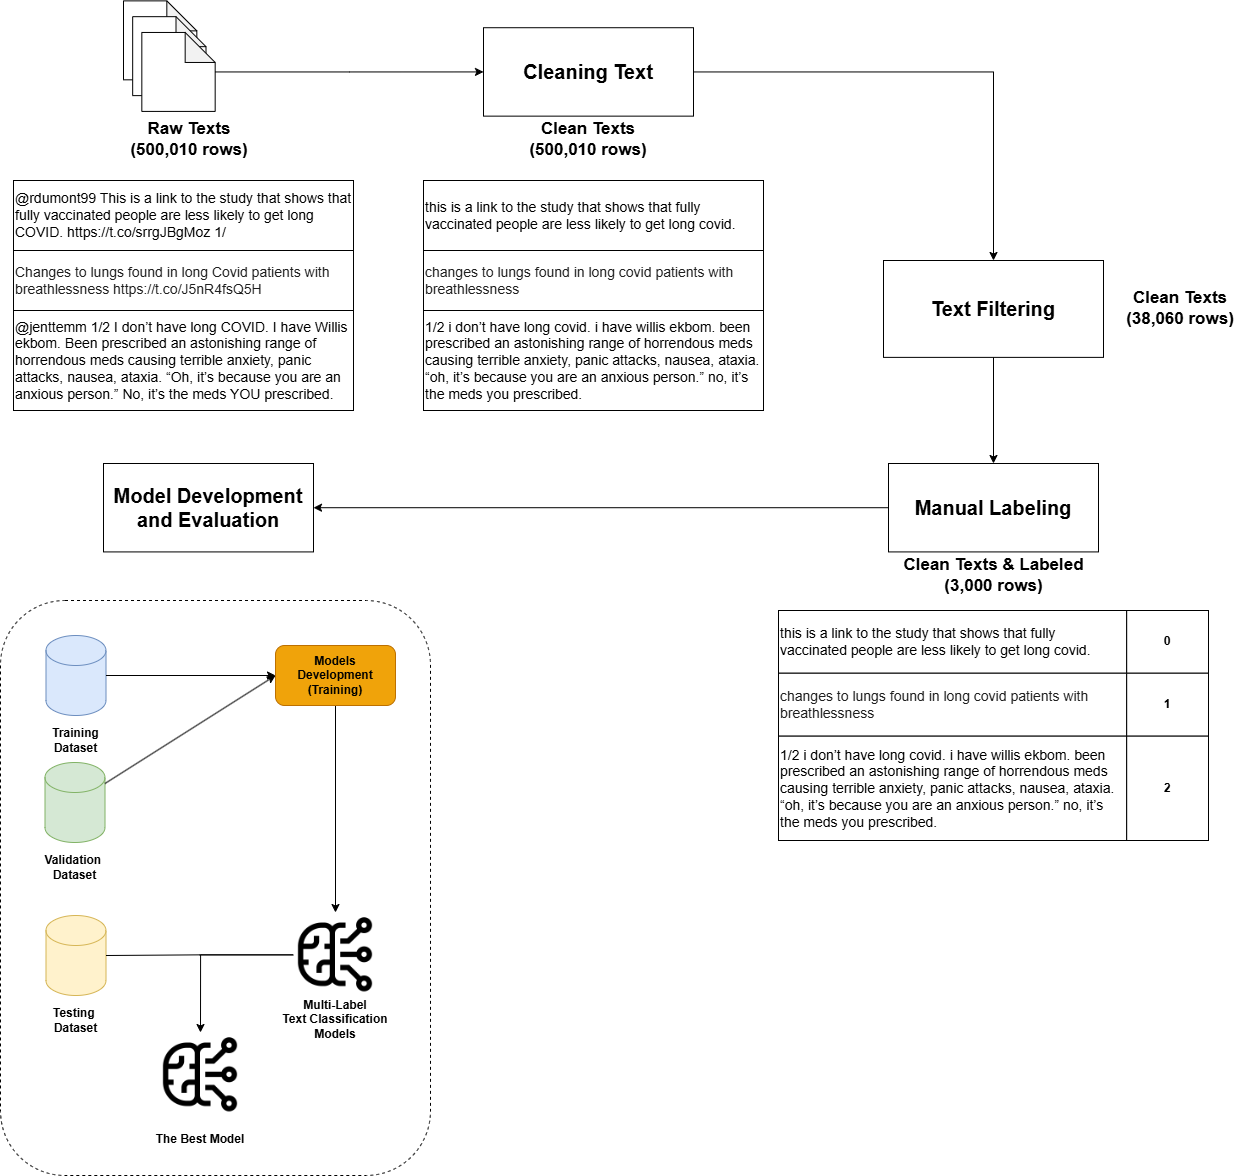 Raw Texts
(500,010 rows)
Cleaning Text
Clean Texts
(500,010 rows)
@rdumont99 This is a link to the study that shows that
fully vaccinated people are less likely to get long
COVID. https://t.co/srrgJBgMoz 1/
Changes to lungs found in long Covid patients with
breathlessness https://t.co/J5nR4fsQ5H
@jenttemm 1/2 I don’t have long COVID. I have Willis
ekbom. Been prescribed an astonishing range of
horrendous meds causing terrible anxiety, panic
attacks, nausea, ataxia. “Oh, it’s because you are an
anxious person.” No, it’s the meds YOU prescribed.
this is a link to the study that shows that fully
vaccinated people are less likely to get long covid.
changes to lungs found in long covid patients with
breathlessness
1/2 i don’t have long covid. i have willis ekbom. been
prescribed an astonishing range of horrendous meds
causing terrible anxiety, panic attacks, nausea, ataxia.
“oh, it’s because you are an anxious person.” no, it’s
the meds you prescribed.
Text Filtering
Clean Texts
(38,060 rows)
Manual Labeling
Clean Texts & Labeled
(3,000 rows)
this is a link to the study that shows that fully
vaccinated people are less likely to get long covid.
0
changes to lungs found in long covid patients with
breathlessness
1
1/2 i don’t have long covid. i have willis ekbom. been
prescribed an astonishing range of horrendous meds
causing terrible anxiety, panic attacks, nausea, ataxia.
“oh, it’s because you are an anxious person.” no, it’s
the meds you prescribed.
2
Model Development
and Evaluation
Training
Dataset
Models
Development
(Training)
Validation
Dataset
Testing
Dataset
Multi-Label
Text Classification
Models
The Best Model